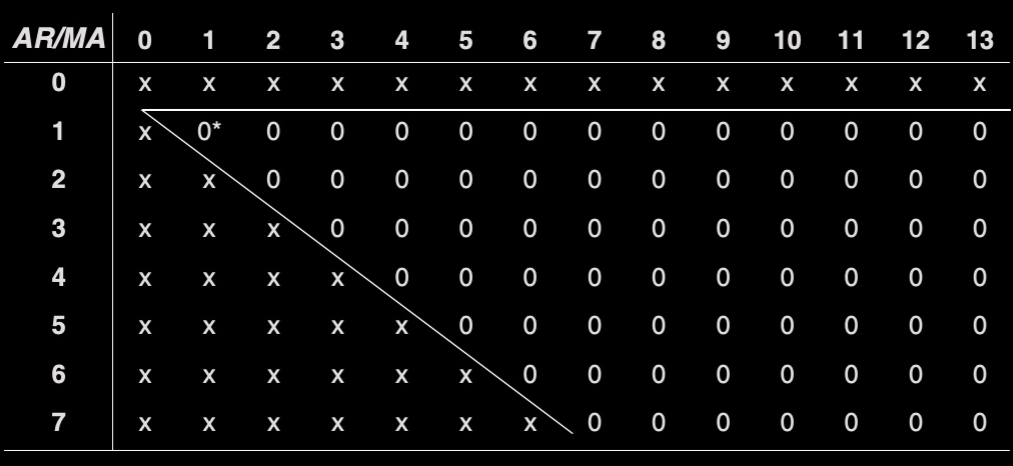 AR/MA 0 1 2 3 4 5 6 7 8 9 10 11 12 13
0 x x x x x x x x x x x x x x
1 x 0* 0 0 0 0 0 0 0 0 0 0 0 0
2 x x 0 0 0 0 0 0 0 0 0 0 0 0
3 x x x 0 0 0 0 0 0 0 0 0 0 0
4 x x x x 0 0 0 0 0 0 0 0 0 0
5 x x x x x 0 0 0 0 0 0 0 0 0
6 x x x x x x 0 0 0 0 0 0 0 0
7 x x x x x x x 0 0 0 0 0 0 0